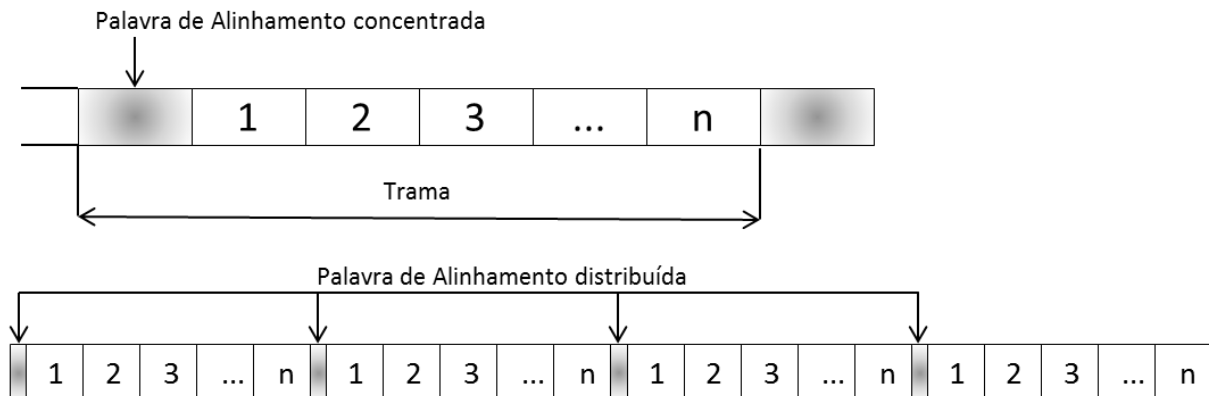 Palavra de Alinhamento concentrada
1 2 3 ... n
Trama
Palavra de Alinhamento distribuída
1 2 3 ... n 1 2 3 ... n 1 2 3 ... n 1 2 3 ... n